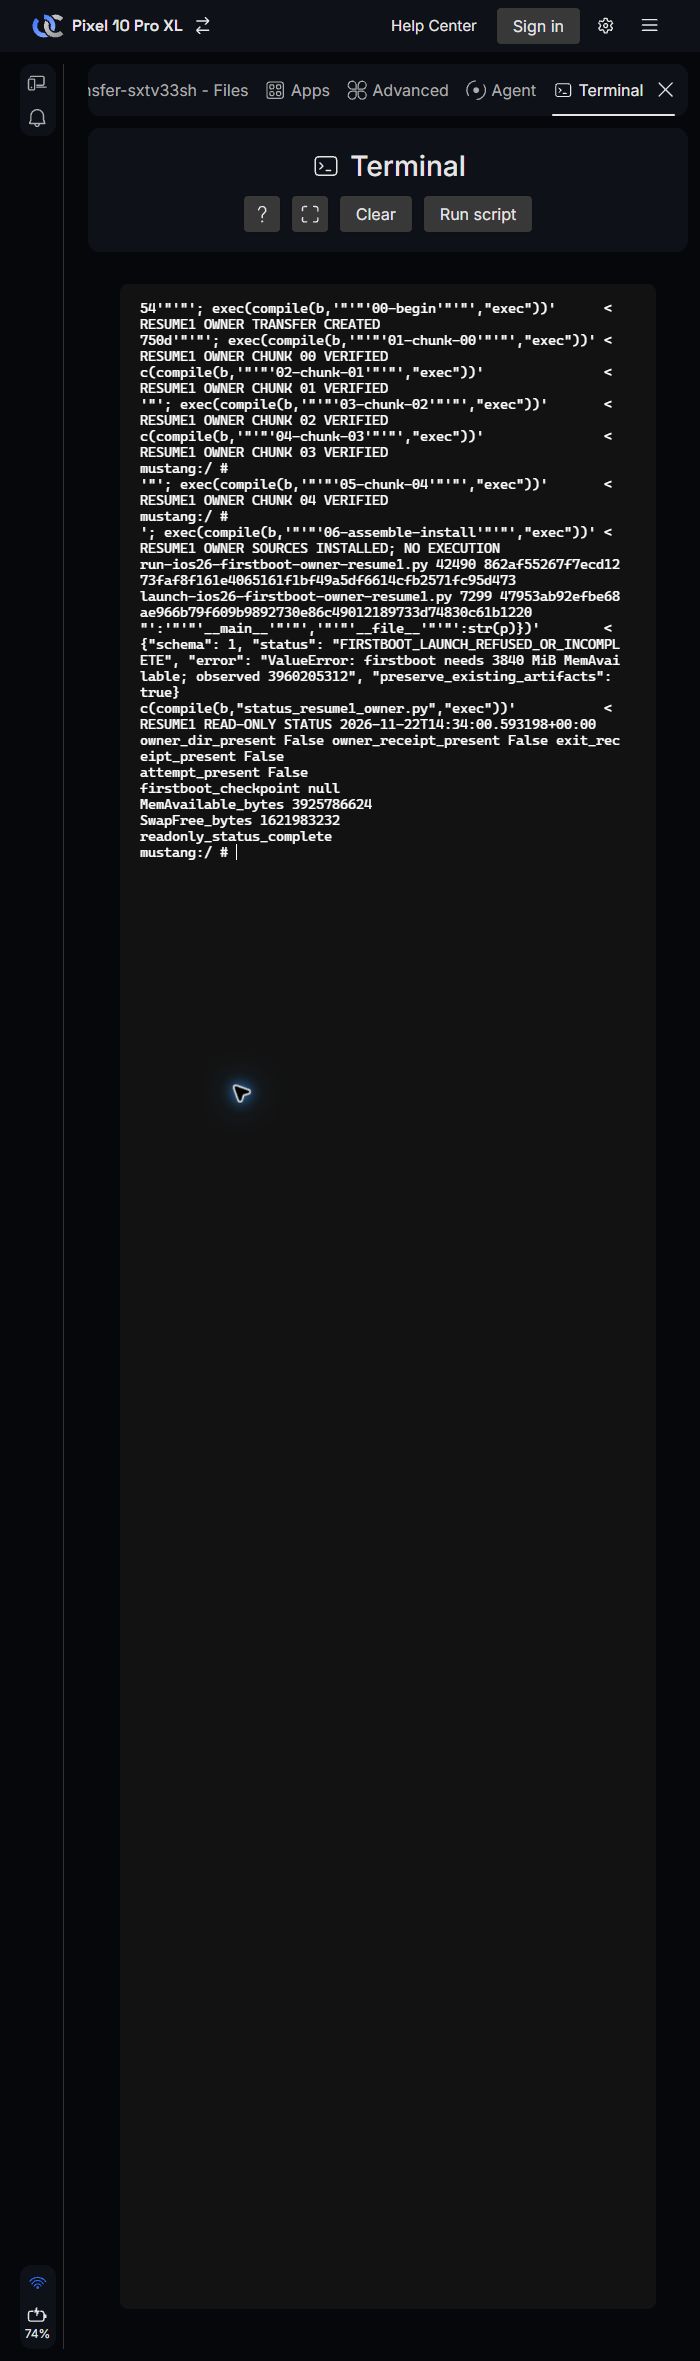 Pixel 10 Pro XL
Help Center
Sign in
nsfer-sxtv33sh - Files
Apps
Advanced
Agent
Terminal
Terminal
?
Clear
Run script
54'"'"'; exec(compile(b,'"'"'00-begin'"'"',"exec"))' <
RESUME1 OWNER TRANSFER CREATED
750d'"'"'; exec(compile(b,'"'"'01-chunk-00'"'"',"exec"))' <
RESUME1 OWNER CHUNK 00 VERIFIED
c(compile(b,'"'"'02-chunk-01'"'"',"exec"))' <
RESUME1 OWNER CHUNK 01 VERIFIED
'"'; exec(compile(b,'"'"'03-chunk-02'"'"',"exec"))' <
RESUME1 OWNER CHUNK 02 VERIFIED
c(compile(b,'"'"'04-chunk-03'"'"',"exec"))' <
RESUME1 OWNER CHUNK 03 VERIFIED
mustang:/ #
'"'; exec(compile(b,'"'"'05-chunk-04'"'"',"exec"))' <
RESUME1 OWNER CHUNK 04 VERIFIED
mustang:/ #
'; exec(compile(b,'"'"'06-assemble-install'"'"',"exec"))' <
RESUME1 OWNER SOURCES INSTALLED; NO EXECUTION
run-ios26-firstboot-owner-resume1.py 42490 862af55267f7ecd12
73faf8f161e4065161f1bf49a5df6614cfb2571fc95d473
launch-ios26-firstboot-owner-resume1.py 7299 47953ab92efbe68
ae966b79f609b9892730e86c49012189733d74830c61b1220
"':'"'"'__main__'"'"','"'"'__file__'"'"':str(p)})' <
{"schema": 1, "status": "FIRSTBOOT_LAUNCH_REFUSED_OR_INCOMPL
ETE", "error": "ValueError: firstboot needs 3840 MiB MemAvai
lable; observed 3960205312", "preserve_existing_artifacts":
true}
c(compile(b,"status_resume1_owner.py","exec"))' <
RESUME1 READ-ONLY STATUS 2026-11-22T14:34:00.593198+00:00
owner_dir_present False owner_receipt_present False exit_rec
eipt_present False
attempt_present False
firstboot_checkpoint null
MemAvailable_bytes 3925786624
SwapFree_bytes 1621983232
readonly_status_complete
mustang:/ #
74%